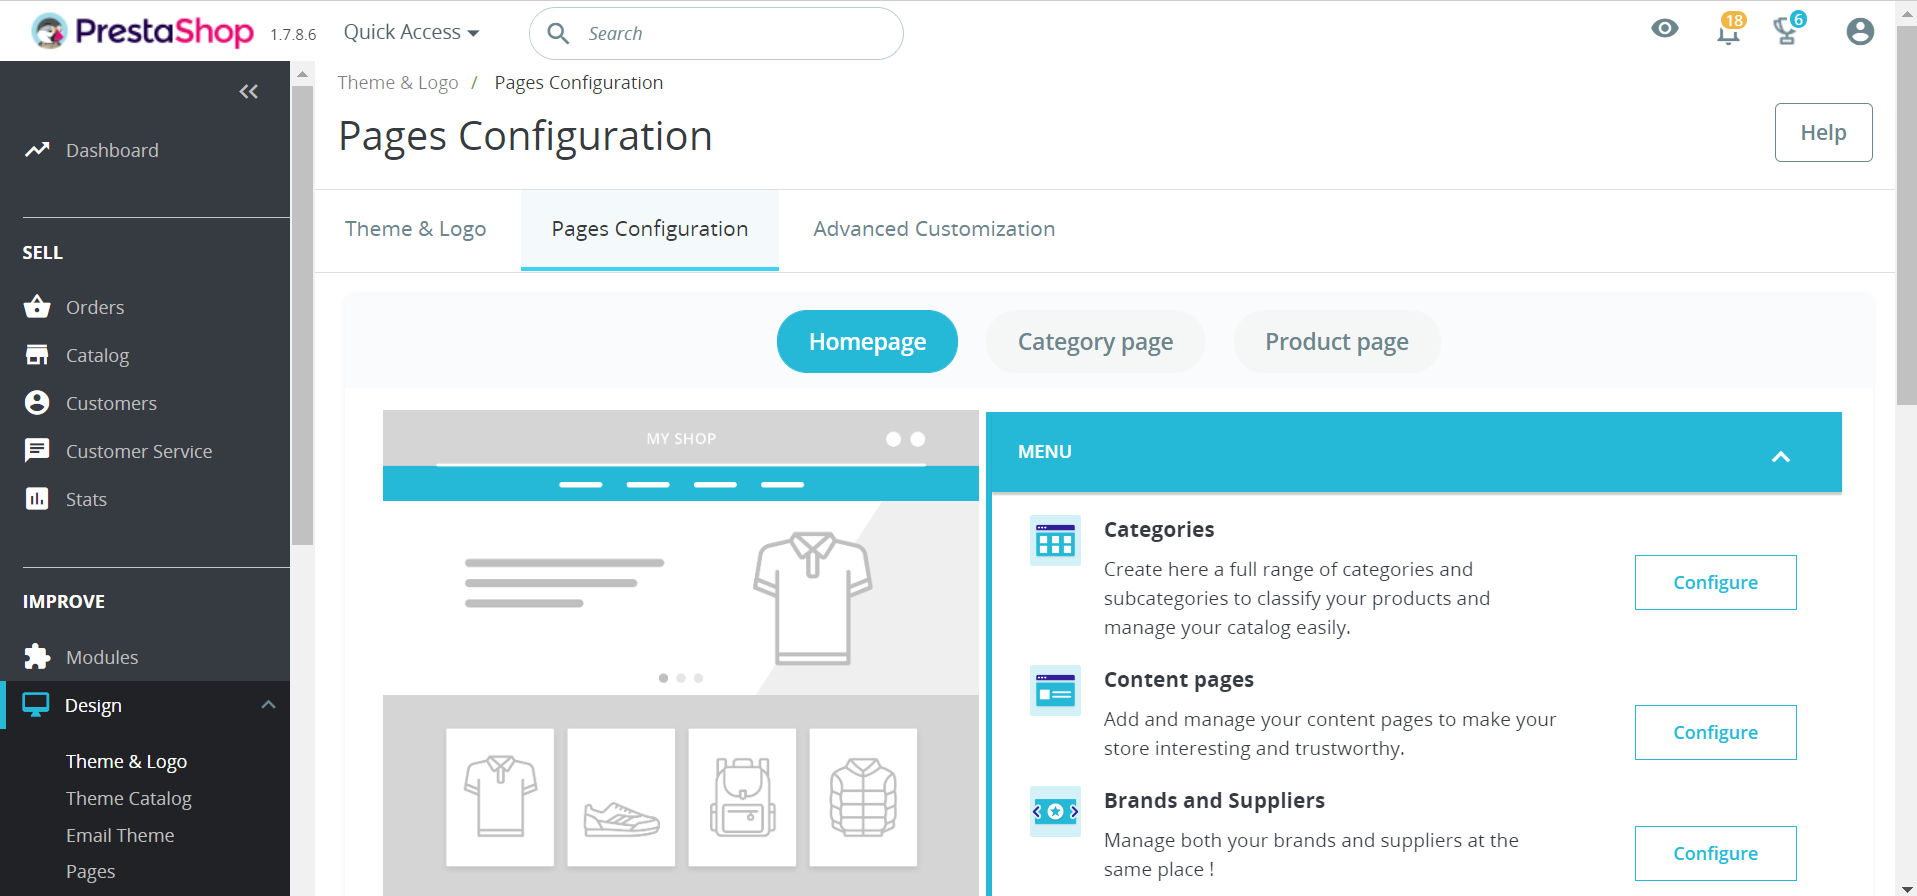 PrestaShop 1.7.8.6 Quick Access Search 18 6
Dashboard
SELL
Orders
Catalog
Customers
Customer Service
Stats
IMPROVE
Modules
Design
Theme & Logo
Theme Catalog
Email Theme
Pages
Theme & Logo / Pages Configuration
Pages Configuration
Help
Theme & Logo Pages Configuration Advanced Customization
Homepage Category page Product page
MY SHOP
MENU
Categories
Create here a full range of categories and
subcategories to classify your products and
manage your catalog easily.
Configure
Content pages
Add and manage your content pages to make your
store interesting and trustworthy.
Configure
Brands and Suppliers
Manage both your brands and suppliers at the
same place !
Configure